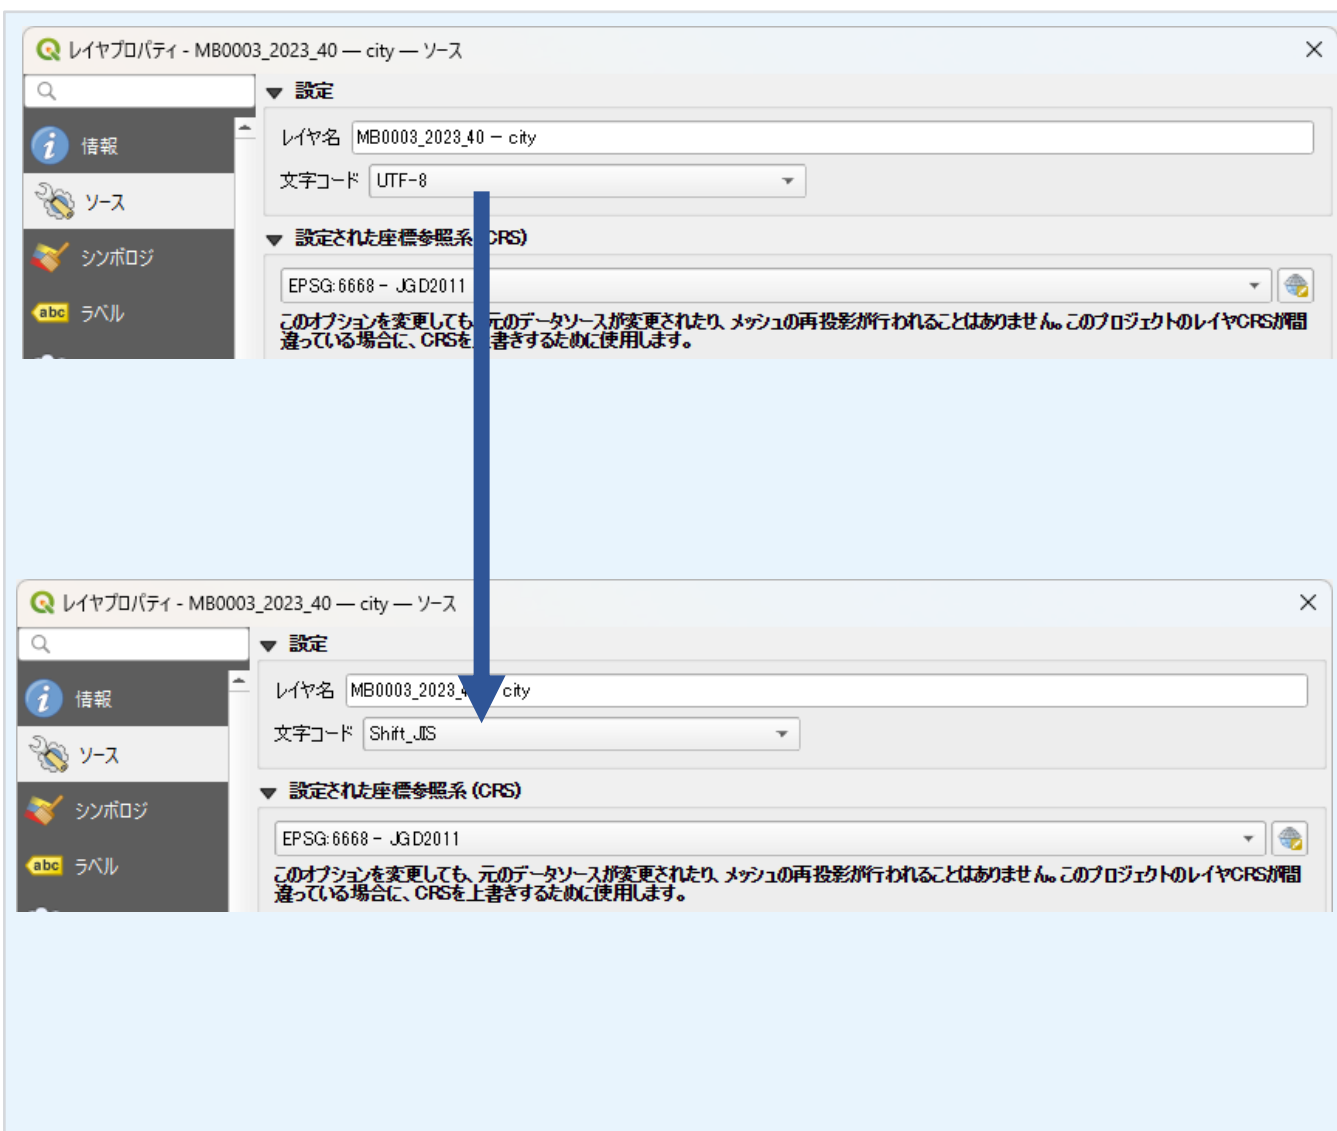 レイヤプロパティ - MB0003_2023_40 — city — ソース
設定
情報
レイヤ名 MB0003_2023_40 — city
文字コード UTF-8
ソース
設定された座標参照系 (CRS)
シンボロジ
EPSG:6668 - JGD2011
abc ラベル
このオプションを変更しても、元のデータソースが変更されたり、メッシュの再投影が行われることはありません。このプロジェクトのレイヤCRSが間
違っている場合に、CRSを上書きするために使用します。
レイヤプロパティ - MB0003_2023_40 — city — ソース
設定
情報
レイヤ名 MB0003_2023_4 city
文字コード Shift_JIS
ソース
設定された座標参照系 (CRS)
シンボロジ
EPSG:6668 - JGD2011
abc ラベル
このオプションを変更しても、元のデータソースが変更されたり、メッシュの再投影が行われることはありません。このプロジェクトのレイヤCRSが間
違っている場合に、CRSを上書きするために使用します。